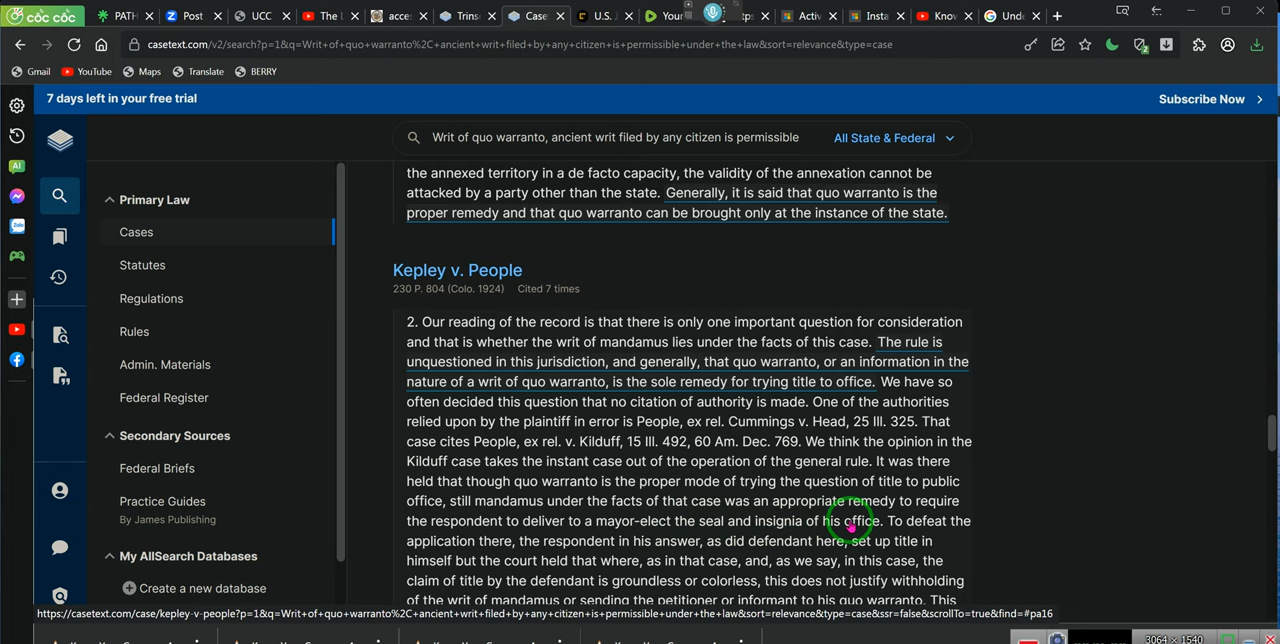 cốc cốc
PATH
Post
UCC
The L
acce
Trins
Case
U.S. J
Your
xps
Activ
Insta
Knov
Unde
casetext.com/v2/search?p=1&q=Writ+of+quo+warranto%2C+ancient+writ+filed+by+any+citizen+is+permissible+under+the+law&sort=relevance&type=case
Gmail
YouTube
Maps
Translate
BERRY
7 days left in your free trial
Subscribe Now
Writ of quo warranto, ancient writ filed by any citizen is permissible
All State & Federal
Primary Law
Cases
Statutes
Regulations
Rules
Admin. Materials
Federal Register
Secondary Sources
Federal Briefs
Practice Guides
By James Publishing
My AllSearch Databases
Create a new database
the annexed territory in a de facto capacity, the validity of the annexation cannot be
attacked by a party other than the state. Generally, it is said that quo warranto is the
proper remedy and that quo warranto can be brought only at the instance of the state.
Kepley v. People
230 P. 804 (Colo. 1924) Cited 7 times
2. Our reading of the record is that there is only one important question for consideration
and that is whether the writ of mandamus lies under the facts of this case. The rule is
unquestioned in this jurisdiction, and generally, that quo warranto, or an information in the
nature of a writ of quo warranto, is the sole remedy for trying title to office. We have so
often decided this question that no citation of authority is made. One of the authorities
relied upon by the plaintiff in error is People, ex rel. Cummings v. Head, 25 Ill. 325. That
case cites People, ex rel. v. Kilduff, 15 Ill. 492, 60 Am. Dec. 769. We think the opinion in the
Kilduff case takes the instant case out of the operation of the general rule. It was there
held that though quo warranto is the proper mode of trying the question of title to public
office, still mandamus under the facts of that case was an appropriate remedy to require
the respondent to deliver to a mayor-elect the seal and insignia of his office. To defeat the
application there, the respondent in his answer, as did defendant here, set up title in
himself but the court held that where, as in that case, and, as we say, in this case, the
claim of title by the defendant is groundless or colorless, this does not justify withholding
of the writ of mandamus or sending the petitioner or informant to his quo warranto. This
https://casetext.com/case/kepley-v-people?p=1&q=Writ+of+quo+warranto%2C+ancient+writ+filed+by+any+citizen+is+permissible+under+the+law&sort=relevance&type=case&ssr=false&scrollTo=true&find=#pa16
3064 × 1540